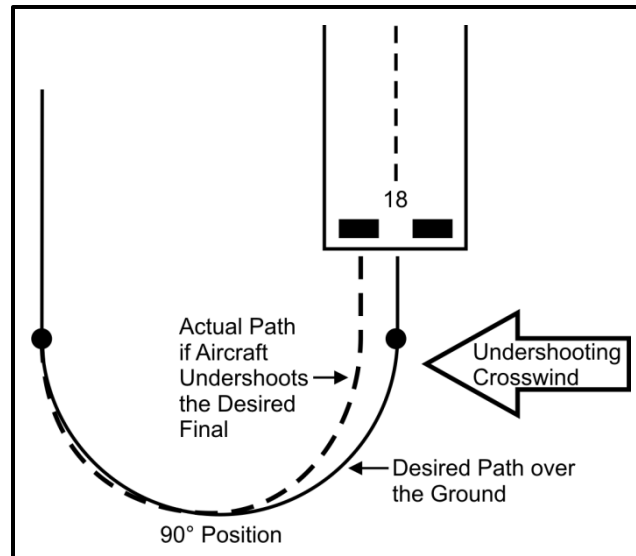 18
Actual Path
if Aircraft
Undershoots
the Desired
Final
Undershooting
Crosswind
Desired Path over
the Ground
90° Position